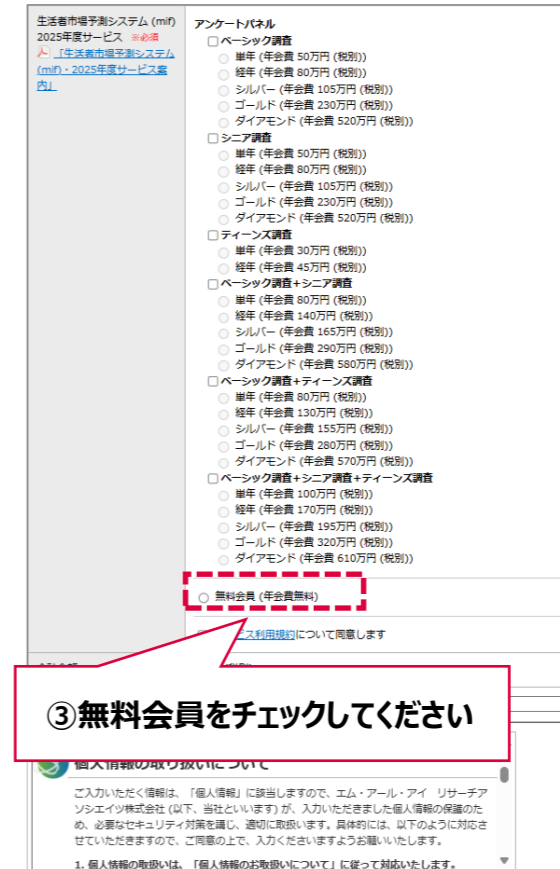 生活者市場予測システム (mif)
2025年度サービス ※必須
「生活者市場予測システム
(mif)・2025年度サービス案
内」
アンケートパネル
ベーシック調査
単年 (年会費 50万円 (税別))
経年 (年会費 80万円 (税別))
シルバー (年会費 105万円 (税別))
ゴールド (年会費 230万円 (税別))
ダイアモンド (年会費 520万円 (税別))
シニア調査
単年 (年会費 50万円 (税別))
経年 (年会費 80万円 (税別))
シルバー (年会費 105万円 (税別))
ゴールド (年会費 230万円 (税別))
ダイアモンド (年会費 520万円 (税別))
ティーンズ調査
単年 (年会費 30万円 (税別))
経年 (年会費 45万円 (税別))
ベーシック調査+シニア調査
単年 (年会費 80万円 (税別))
経年 (年会費 140万円 (税別))
シルバー (年会費 165万円 (税別))
ゴールド (年会費 290万円 (税別))
ダイアモンド (年会費 580万円 (税別))
ベーシック調査+ティーンズ調査
単年 (年会費 80万円 (税別))
経年 (年会費 130万円 (税別))
シルバー (年会費 155万円 (税別))
ゴールド (年会費 280万円 (税別))
ダイアモンド (年会費 570万円 (税別))
ベーシック調査+シニア調査+ティーンズ調査
単年 (年会費 100万円 (税別))
経年 (年会費 170万円 (税別))
シルバー (年会費 195万円 (税別))
ゴールド (年会費 320万円 (税別))
ダイアモンド (年会費 610万円 (税別))
無料会員 (年会費無料)
ビス利用規約について同意します
③無料会員をチェックしてください
個人情報の取り扱いについて
ご入力いただく情報は、「個人情報」に該当しますので、エム・アール・アイ リサーチア
ソシエイツ株式会社 (以下、当社といいます) が、入力いただきました個人情報の保護のた
め、必要なセキュリティ対策を講じ、適切に取扱います。具体的には、以下のように対応さ
せていただきますので、ご同意の上で、入力くださいますようお願いいたします。
1. 個人情報の取扱いは、「個人情報のお取扱いについて」に従って対応いたします。